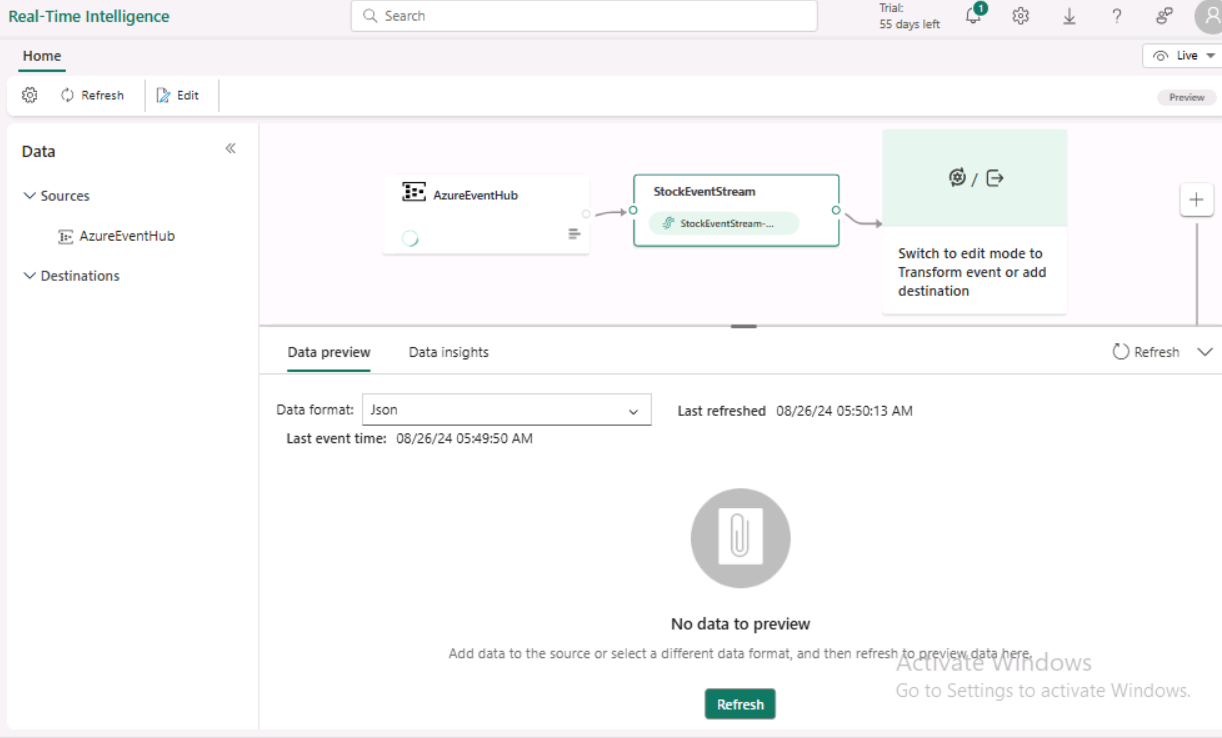 Real-Time Intelligence
Search
Trial:
55 days left
1
?
Home
Live
Refresh
Edit
Preview
Data
Sources
AzureEventHub
Destinations
AzureEventHub
StockEventStream
StockEventStream-...
/
Switch to edit mode to
Transform event or add
destination
Data preview
Data insights
Refresh
Data format:
Json
Last refreshed 08/26/24 05:50:13 AM
Last event time: 08/26/24 05:49:50 AM
No data to preview
Add data to the source or select a different data format, and then refresh to preview data here.
Activate Windows
Go to Settings to activate Windows.
Refresh